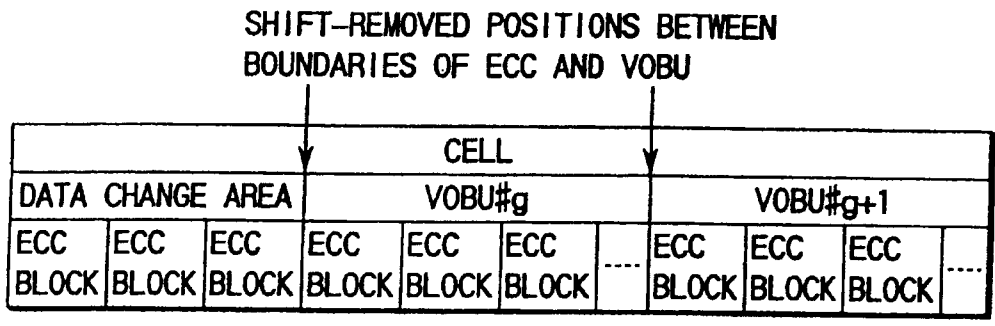 SHIFT-REMOVED POSITIONS BETWEEN
BOUNDARIES OF ECC AND VOBU
CELL
DATA CHANGE AREA VOBU#g VOBU#g+1
ECC ECC ECC ECC ECC ECC ---- ECC ECC ECC ----
BLOCK BLOCK BLOCK BLOCK BLOCK BLOCK BLOCK BLOCK BLOCK